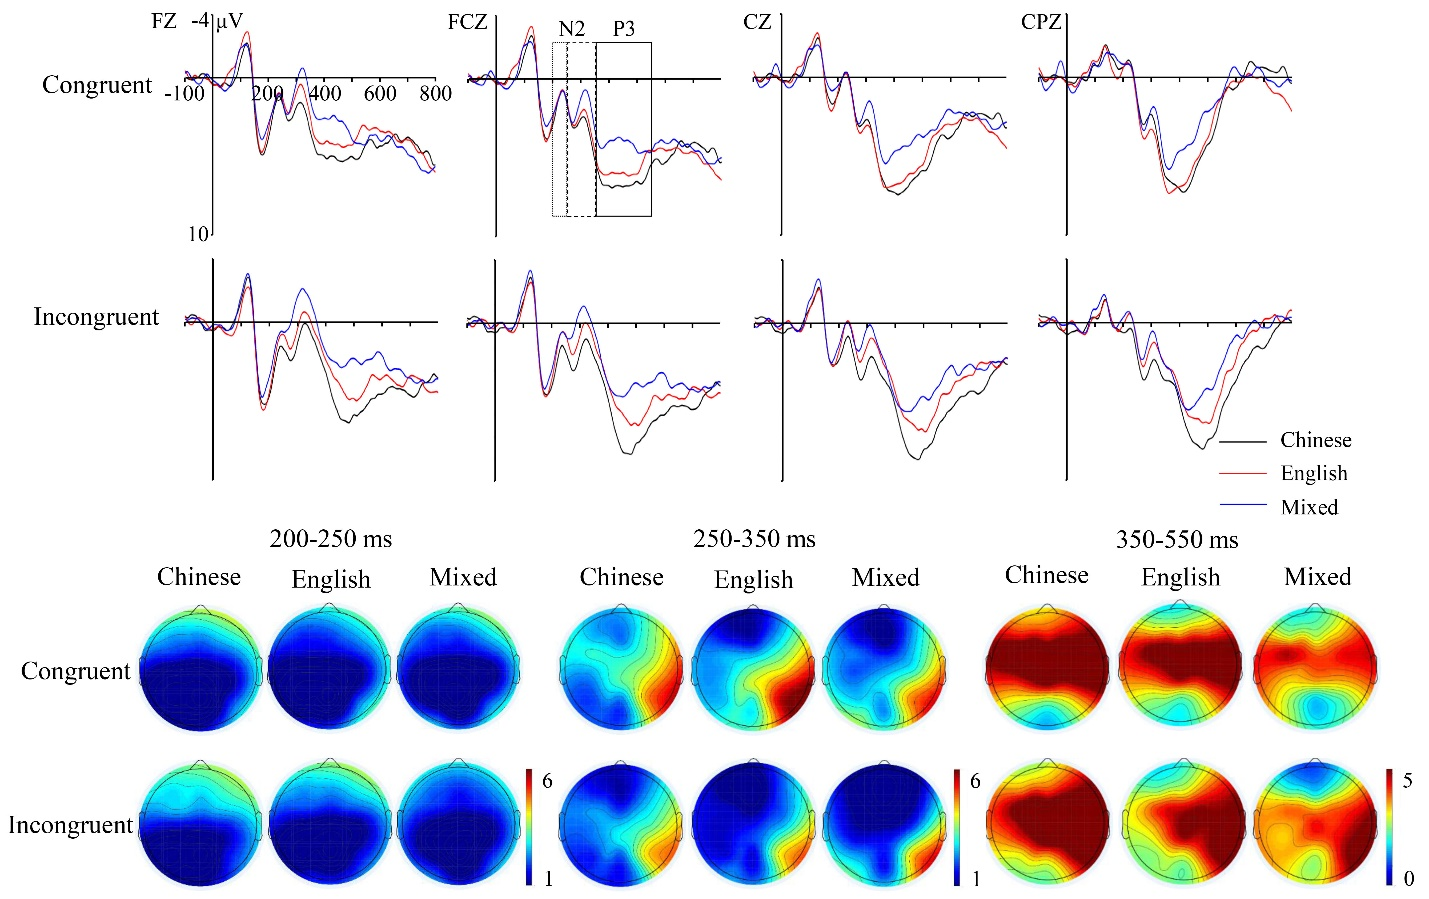 FZ -4 μV FCZ N2 P3 CZ CPZ
Congruent
-100 200 400 600 800
10
Incongruent
Chinese
English
Mixed
200-250 ms 250-350 ms 350-550 ms
Chinese English Mixed Chinese English Mixed Chinese English Mixed
Congruent
6 6 5
Incongruent
1 1 0